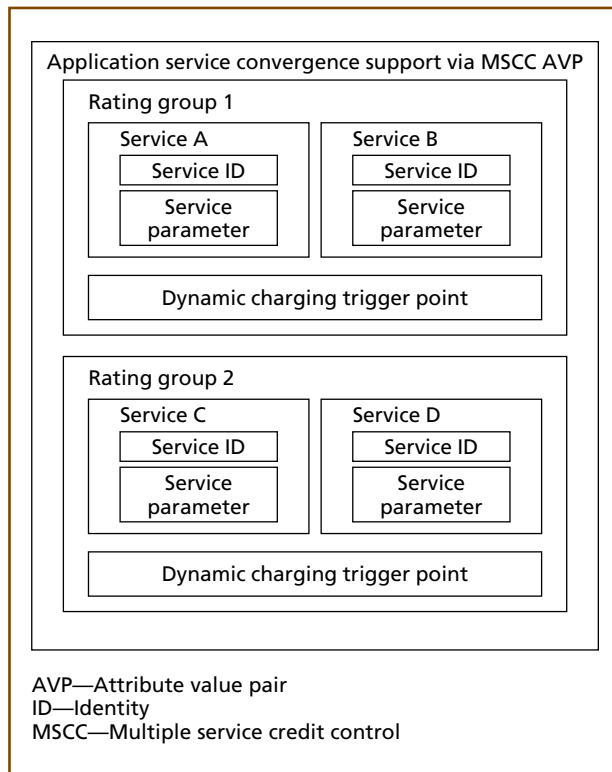 Application service convergence support via MSCC AVP
Rating group 1
Service A
Service ID
Service
parameter
Service B
Service ID
Service
parameter
Dynamic charging trigger point
Rating group 2
Service C
Service ID
Service
parameter
Service D
Service ID
Service
parameter
Dynamic charging trigger point
AVP—Attribute value pair
ID—Identity
MSCC—Multiple service credit control